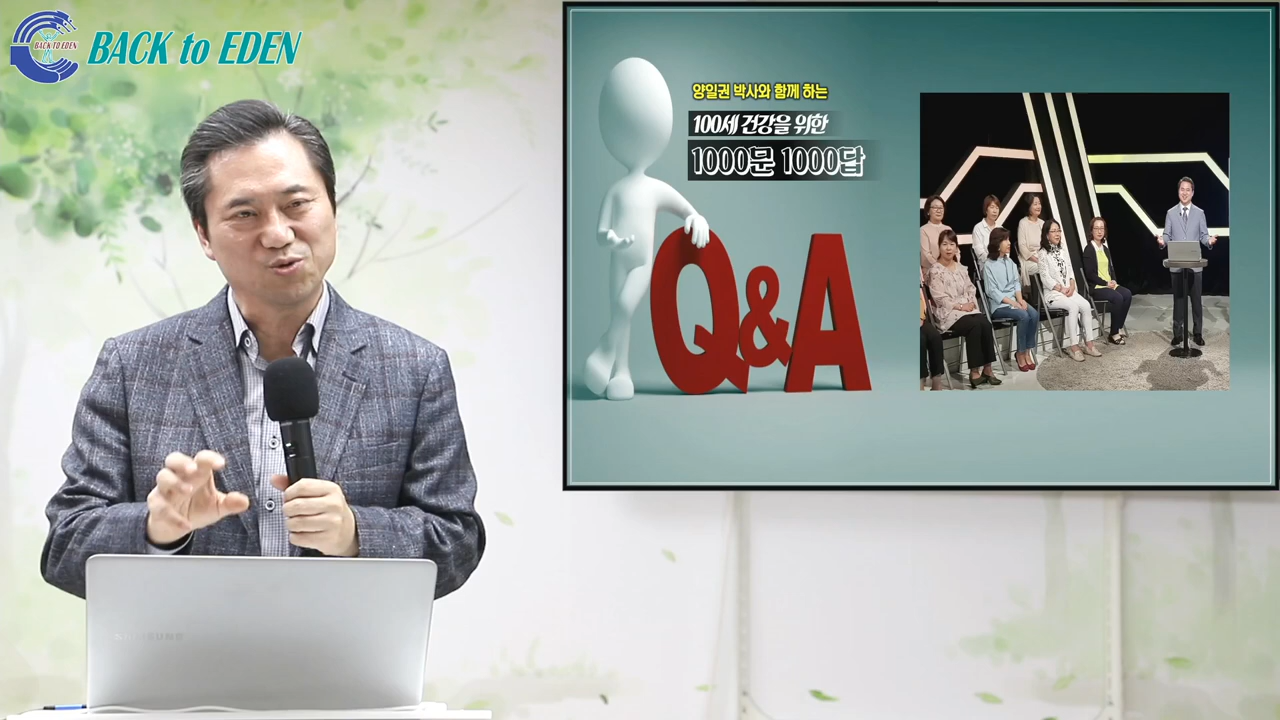 BACK TO EDEN
BACK to EDEN
양일권 박사와 함께 하는
100세 건강을 위한
1000문 1000답
Q&A
SAMSUNG